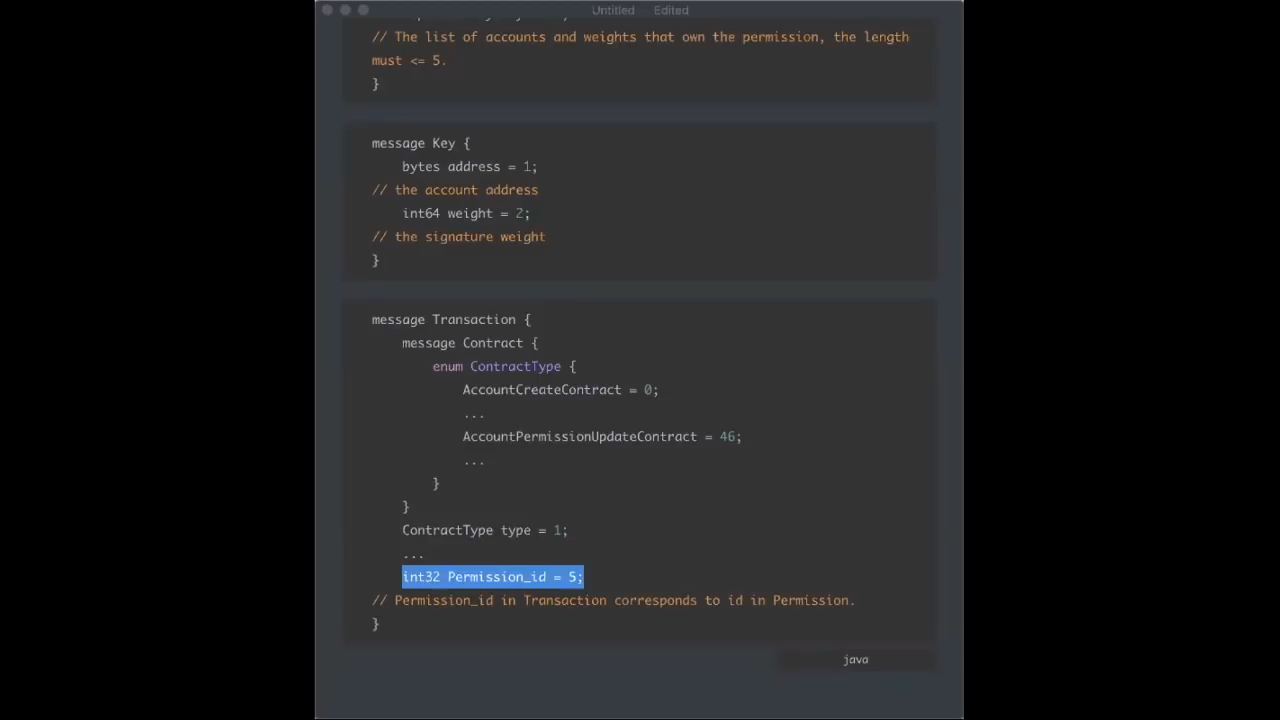 Untitled — Edited
// The list of accounts and weights that own the permission, the length
must <= 5.
}
message Key {
bytes address = 1;
// the account address
int64 weight = 2;
// the signature weight
}
message Transaction {
message Contract {
enum ContractType {
AccountCreateContract = 0;
...
AccountPermissionUpdateContract = 46;
...
}
}
ContractType type = 1;
...
int32 Permission_id = 5;
// Permission_id in Transaction corresponds to id in Permission.
}
java